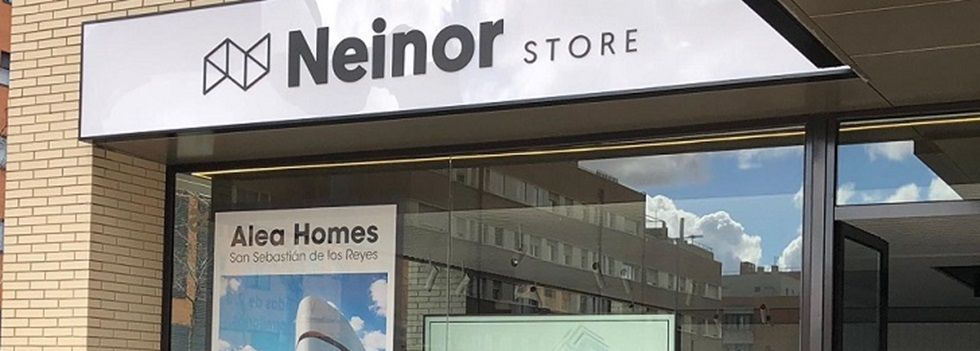 Neinor STORE
Alea Homes
San Sebastián de los Reyes